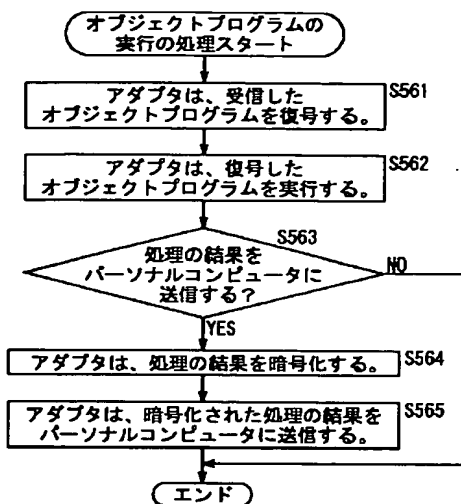 オブジェクトプログラムの
実行の処理スタート
S561
アダプタは、受信した
オブジェクトプログラムを復号する。
S562
アダプタは、復号した
オブジェクトプログラムを実行する。
S563
処理の結果を
パーソナルコンピュータに
送信する?
NO
YES
S564
アダプタは、処理の結果を暗号化する。
S565
アダプタは、暗号化された処理の結果を
パーソナルコンピュータに送信する。
エンド